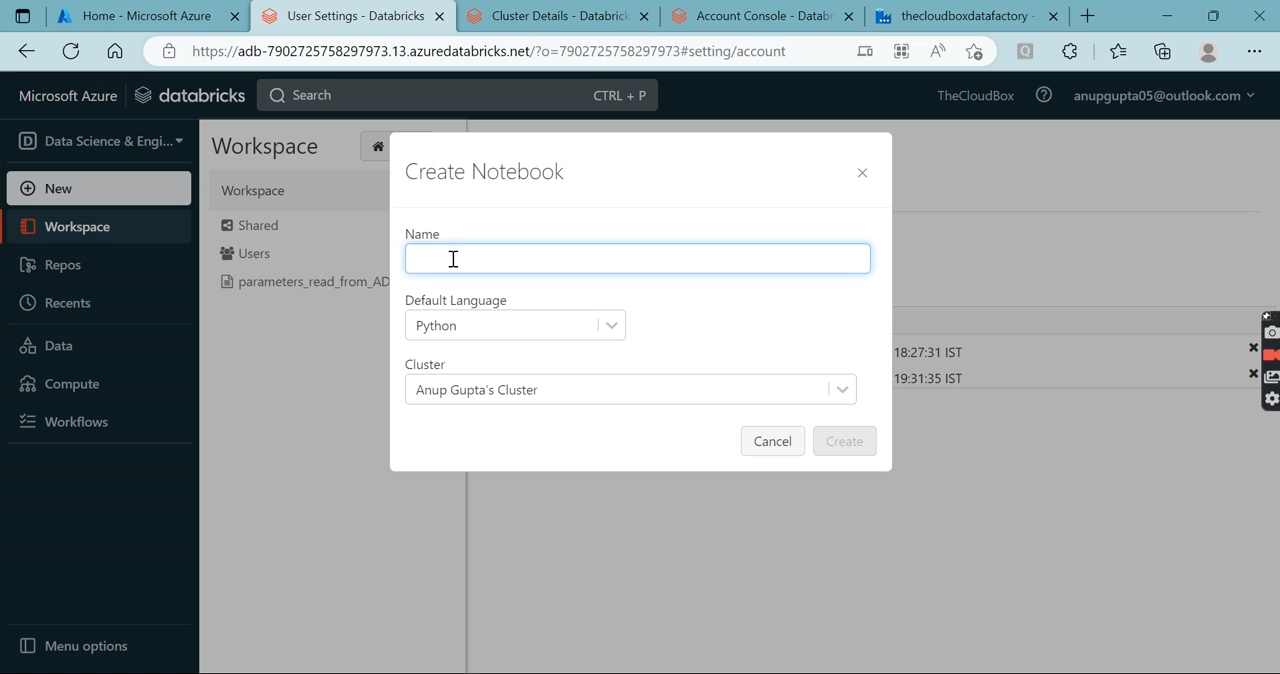 Home - Microsoft Azure
User Settings - Databricks
Cluster Details - Databrick
Account Console - Datab
thecloudboxdatafactory -
https://adb-7902725758297973.13.azuredatabricks.net/?o=7902725758297973#setting/account
Microsoft Azure
databricks
Search
CTRL + P
TheCloudBox
anupgupta05@outlook.com
D Data Science & Engi...
New
Workspace
Repos
Recents
Data
Compute
Workflows
Menu options
Workspace
Workspace
Shared
Users
parameters_read_from_AD
Create Notebook
Name
Default Language
Python
Cluster
Anup Gupta's Cluster
Cancel
Create
18:27:31 IST
19:31:35 IST